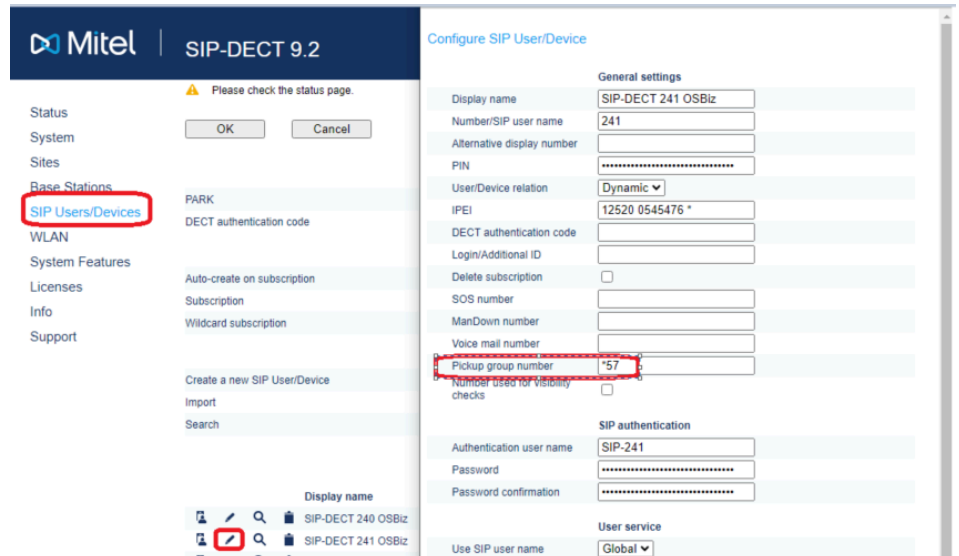 Mitel
SIP-DECT 9.2
Please check the status page.
OK
Cancel
Status
System
Sites
Base Stations
SIP Users/Devices
WLAN
System Features
Licenses
Info
Support
PARK
DECT authentication code
Auto-create on subscription
Subscription
Wildcard subscription
Create a new SIP User/Device
Import
Search
Display name
SIP-DECT 240 OSBiz
SIP-DECT 241 OSBiz
Configure SIP User/Device
General settings
Display name SIP-DECT 241 OSBiz
Number/SIP user name 241
Alternative display number
PIN ••••••••••••••••••••••••••••••••
User/Device relation Dynamic
IPEI 12520 0545476 *
DECT authentication code
Login/Additional ID
Delete subscription
SOS number
ManDown number
Voice mail number
Pickup group number *57
Number used for visibility
checks
SIP authentication
Authentication user name SIP-241
Password ••••••••••••••••••••••••••••••••
Password confirmation ••••••••••••••••••••••••••••••••
User service
Use SIP user name Global